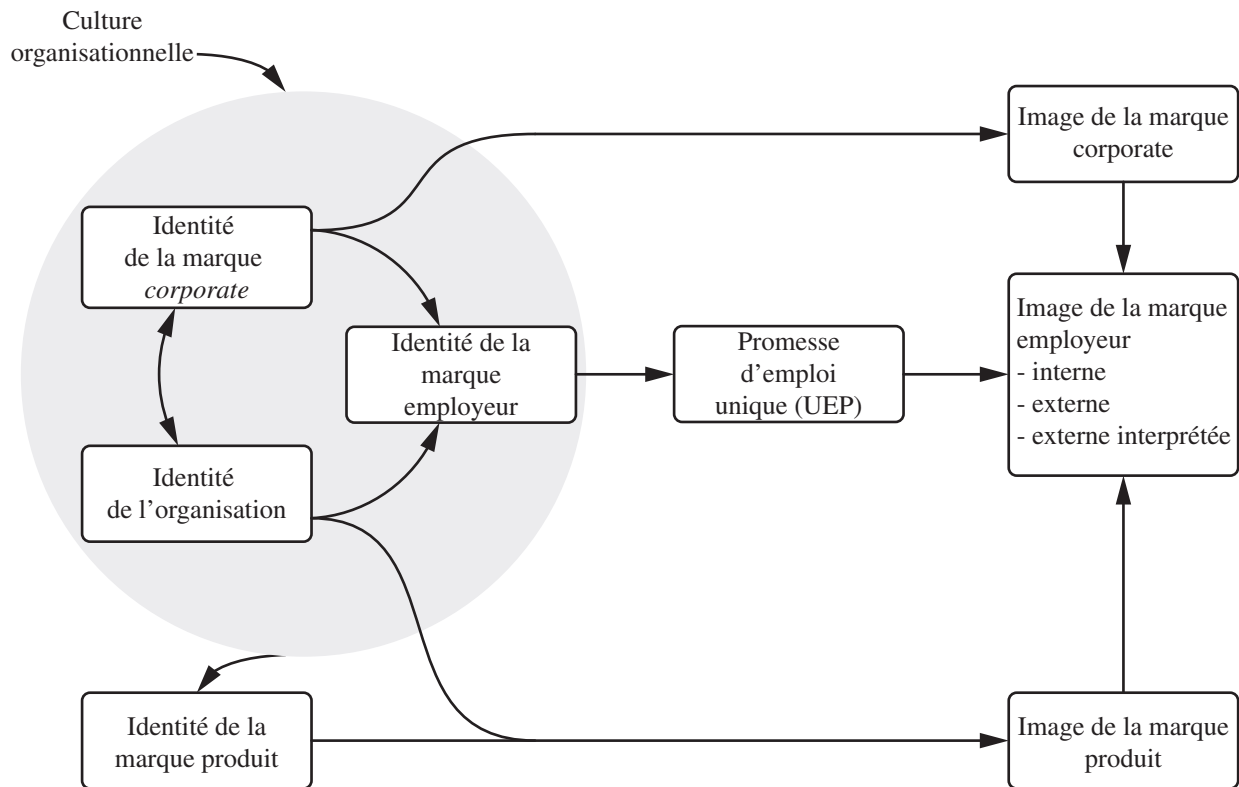 Culture
organisationnelle
Image de la marque
corporate
Identité
de la marque
corporate
Image de la marque
employeur
- interne
- externe
- externe interprétée
Identité de la
marque
employeur
Promesse
d’emploi
unique (UEP)
Identité
de l’organisation
Identité de la
marque produit
Image de la marque
produit